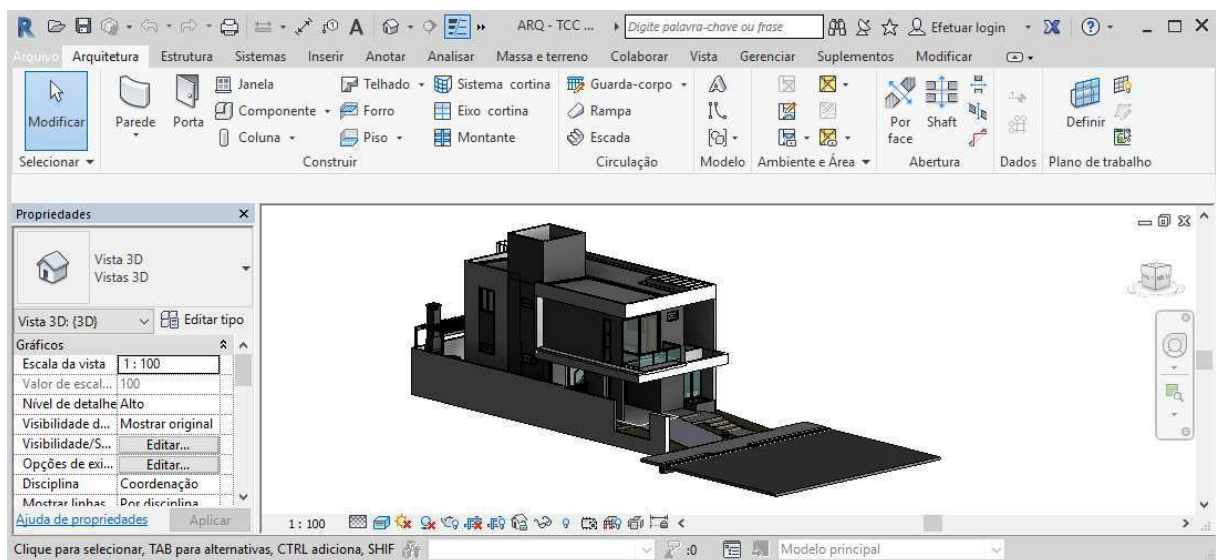 ARQ - TCC ... Digite palavra-chave ou frase Efetuar login
Arquivo Arquitetura Estrutura Sistemas Inserir Anotar Analisar Massa e terreno Colaborar Vista Gerenciar Suplementos Modificar
Modificar
Parede
Porta
Janela
Componente
Coluna
Telhado
Forro
Piso
Sistema cortina
Eixo cortina
Montante
Guarda-corpo
Rampa
Escada
Por face
Shaft
Definir
Selecionar Construir Circulação Modelo Ambiente e Área Abertura Dados Plano de trabalho
Propriedades
Vista 3D
Vistas 3D
Vista 3D: {3D} Editar tipo
Gráficos
Escala da vista 1 : 100
Valor de escal... 100
Nível de detalhe Alto
Visibilidade d... Mostrar original
Visibilidade/S... Editar...
Opções de exi... Editar...
Disciplina Coordenação
Mostrar linhas Por disciplina
Ajuda de propriedades Aplicar
1 : 100
Clique para selecionar, TAB para alternativas, CTRL adiciona, SHIF :0 Modelo principal